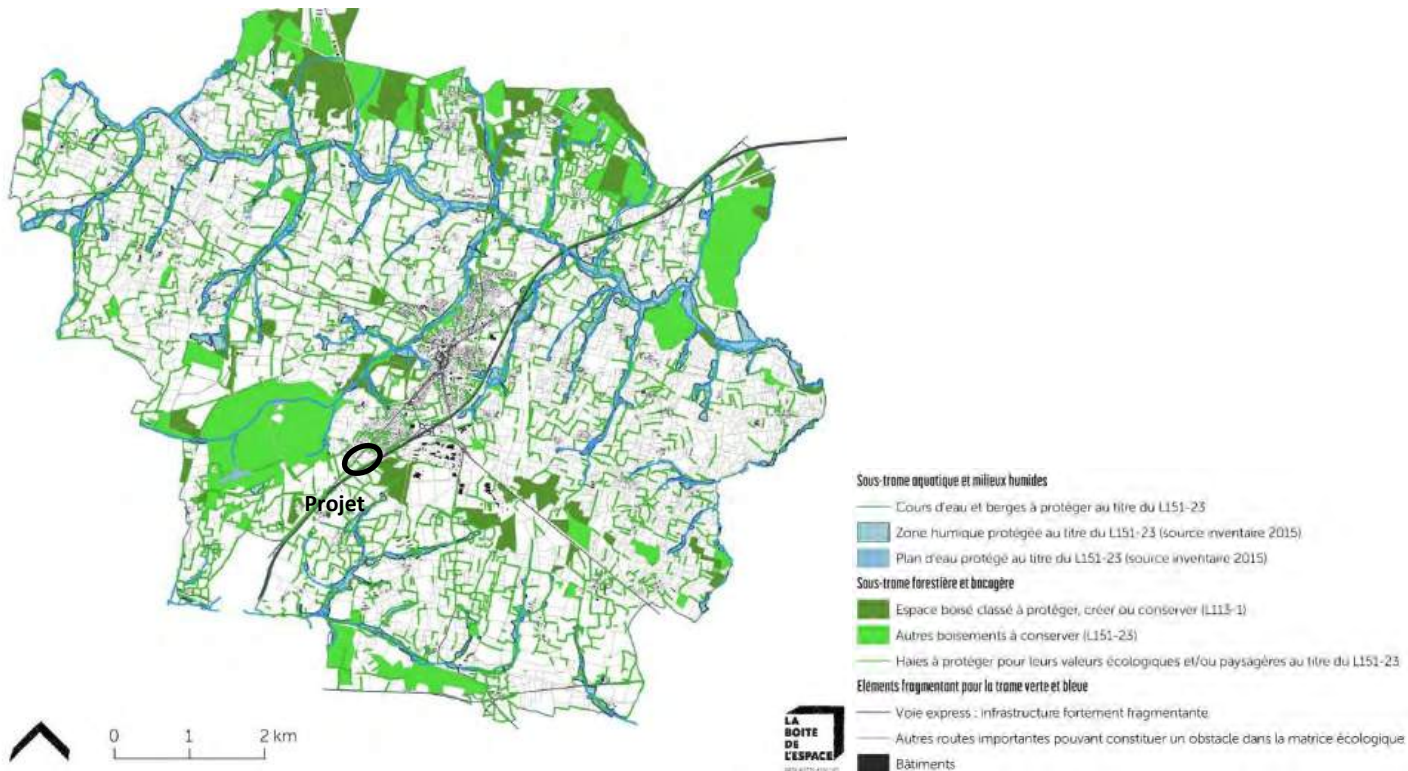 Projet
0 1 2 km
LA
BOITE
DE
L'ESPACE
Sous-trame aquatique et milieux humides
Cours d'eau et berges à protéger au titre du L151-23
Zone humique protégée au titre du L151-23 (source inventaire 2015)
Plan d'eau protégé au titre du L151-23 (source inventaire 2015)
Sous-trame forestière et bocagère
Espace boisé classé à protéger, créer ou conserver (L113-1)
Autres boisements à conserver (L151-23)
Haies à protéger pour leurs valeurs écologiques et/ou paysagères au titre du L151-23
Eléments fragmentant pour la trame verte et bleue
Voie express : infrastructure fortement fragmentante
Autres routes importantes pouvant constituer un obstacle dans la matrice écologique
Bâtiments